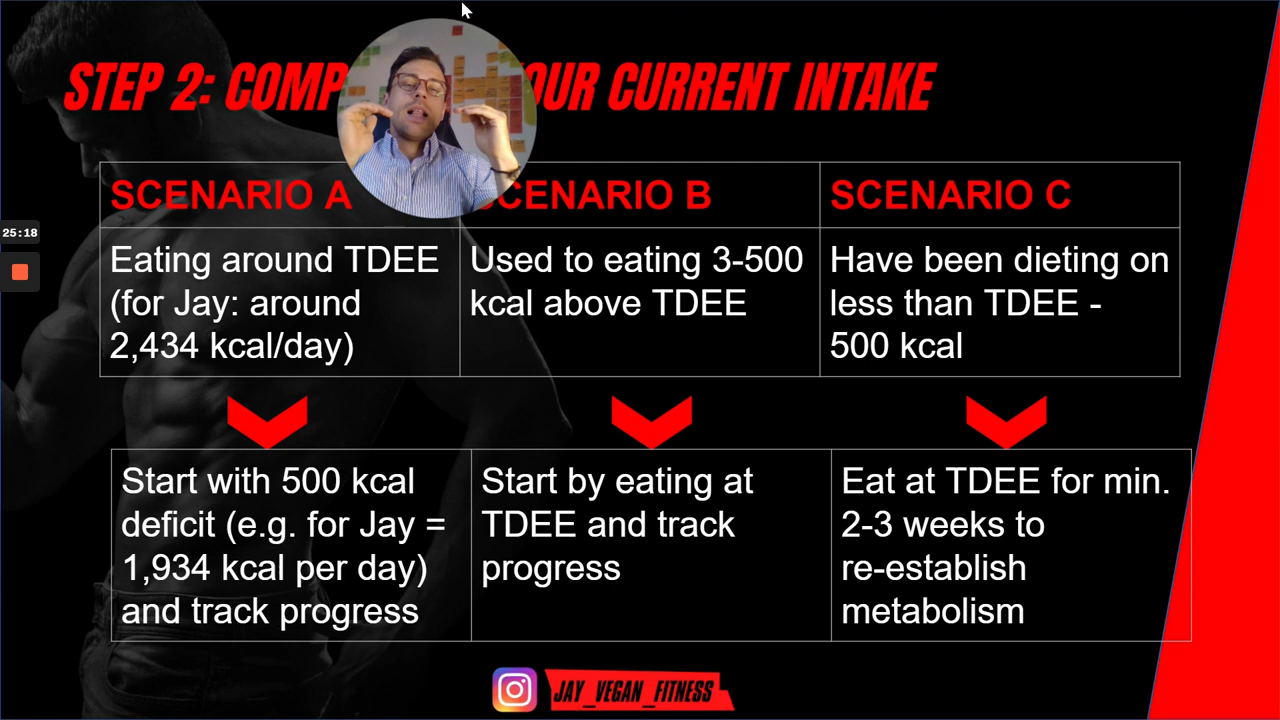 STEP 2: COMP OUR CURRENT INTAKE
SCENARIO A
CENARIO B
SCENARIO C
Eating around TDEE
(for Jay: around
2,434 kcal/day)
Used to eating 3-500
kcal above TDEE
Have been dieting on
less than TDEE -
500 kcal
25:18
Start with 500 kcal
deficit (e.g. for Jay =
1,934 kcal per day)
and track progress
Start by eating at
TDEE and track
progress
Eat at TDEE for min.
2-3 weeks to
re-establish
metabolism
JAY_VEGAN_FITNESS